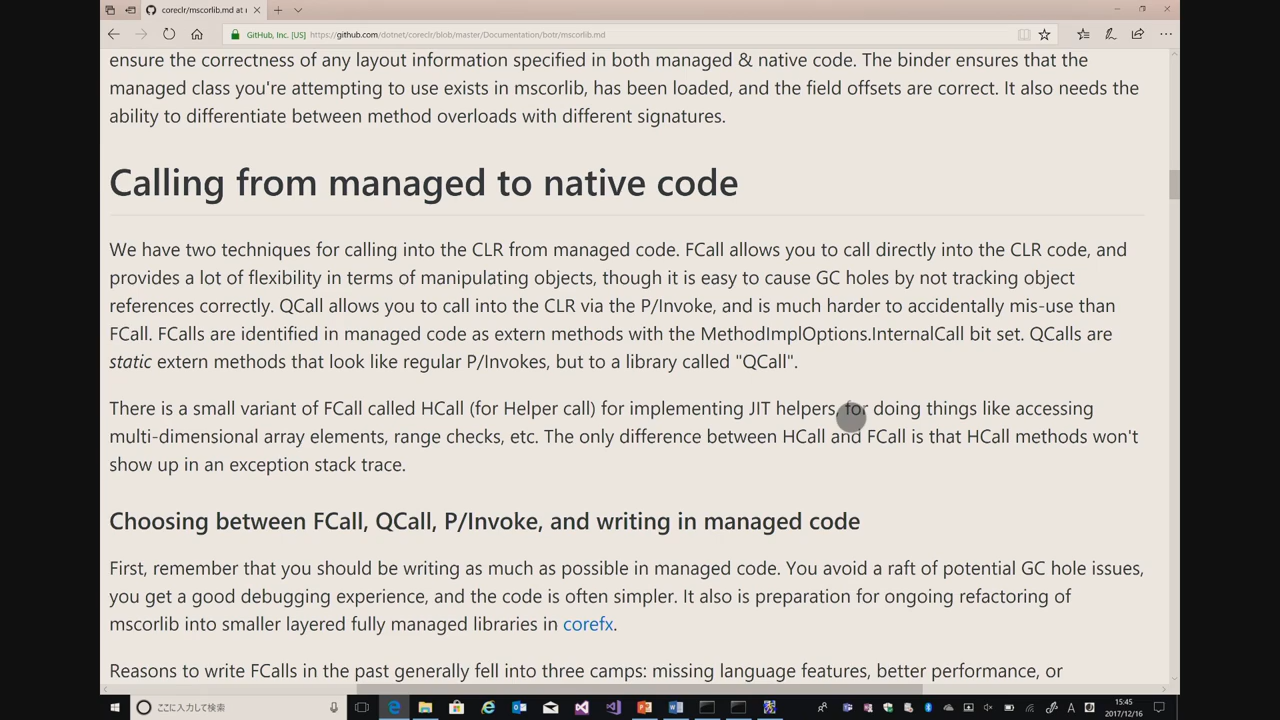 coreclr/mscorlib.md at r
GitHub, Inc. [US] https://github.com/dotnet/coreclr/blob/master/Documentation/botr/mscorlib.md
ensure the correctness of any layout information specified in both managed & native code. The binder ensures that the
managed class you're attempting to use exists in mscorlib, has been loaded, and the field offsets are correct. It also needs the
ability to differentiate between method overloads with different signatures.
Calling from managed to native code
We have two techniques for calling into the CLR from managed code. FCall allows you to call directly into the CLR code, and
provides a lot of flexibility in terms of manipulating objects, though it is easy to cause GC holes by not tracking object
references correctly. QCall allows you to call into the CLR via the P/Invoke, and is much harder to accidentally mis-use than
FCall. FCalls are identified in managed code as extern methods with the MethodImplOptions.InternalCall bit set. QCalls are
static extern methods that look like regular P/Invokes, but to a library called "QCall".
There is a small variant of FCall called HCall (for Helper call) for implementing JIT helpers, for doing things like accessing
multi-dimensional array elements, range checks, etc. The only difference between HCall and FCall is that HCall methods won't
show up in an exception stack trace.
Choosing between FCall, QCall, P/Invoke, and writing in managed code
First, remember that you should be writing as much as possible in managed code. You avoid a raft of potential GC hole issues,
you get a good debugging experience, and the code is often simpler. It also is preparation for ongoing refactoring of
mscorlib into smaller layered fully managed libraries in corefx.
Reasons to write FCalls in the past generally fell into three camps: missing language features, better performance, or
ここに入力して検索
A
15:45
2017/12/16